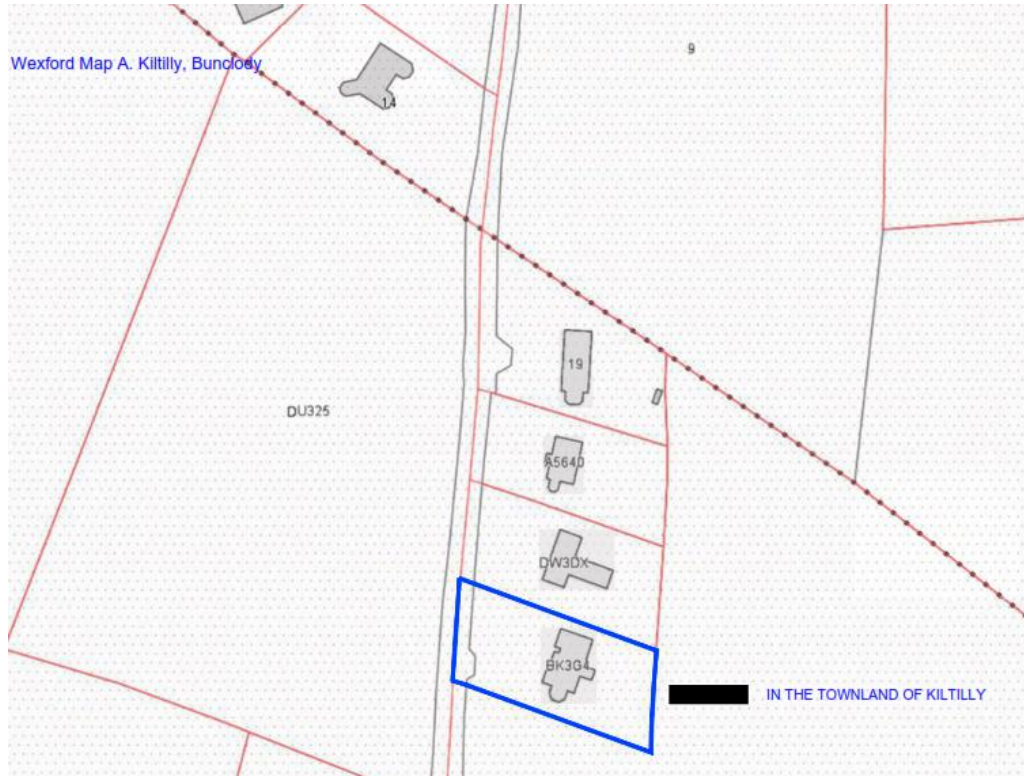 9
Wexford Map A. Kiltilly, Bunclody
14
19
DU325
A5640
DW3DX
BK3G4
IN THE TOWNLAND OF KILTILLY